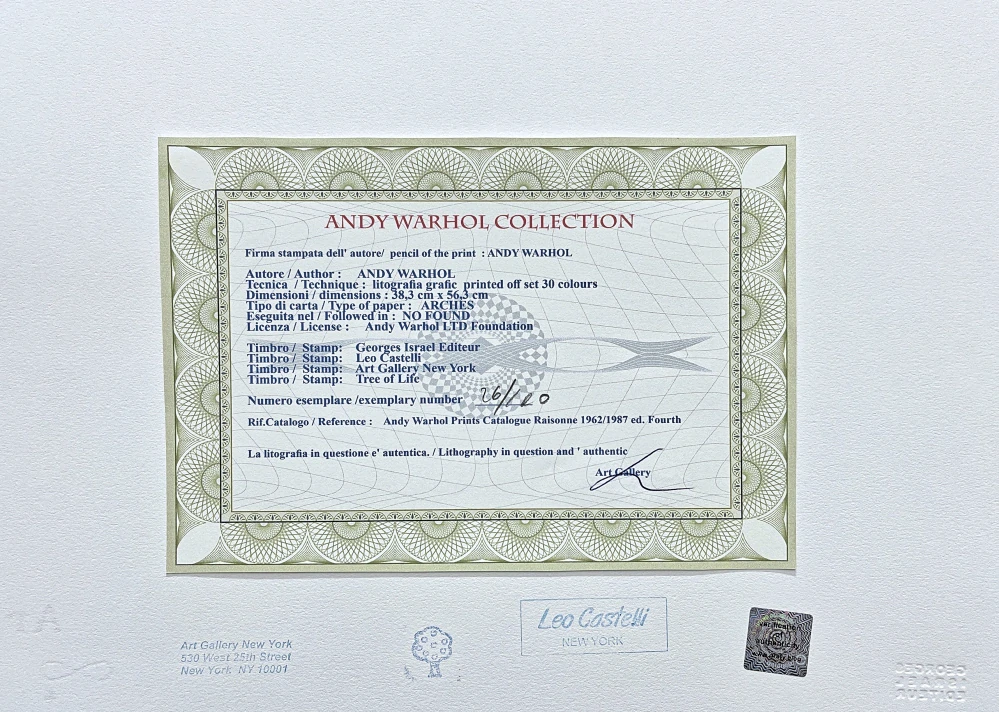 ANDY WARHOL COLLECTION
Firma stampata dell' autore/ pencil of the print : ANDY WARHOL
Autore / Author : ANDY WARHOL
Tecnica / Technique : litografia grafic printed off set 30 colours
Dimensioni / dimensions : 38,3 cm x 56,3 cm
Tipo di carta / Type of paper : ARCHES
Eseguita nel / Followed in : NO FOUND
Licenza / License : Andy Warhol LTD Foundation
Timbro / Stamp: Georges Israel Editeur
Timbro / Stamp: Leo Castelli
Timbro / Stamp: Art Gallery New York
Timbro / Stamp: Tree of Life
Numero esemplare /exemplary number 26/120
Rif.Catalogo / Reference : Andy Warhol Prints Catalogue Raisonne 1962/1987 ed. Fourth
La litografia in questione e' autentica. / Lithography in question and ' authentic
Art Gallery
Art Gallery New York
530 West 25th Street
New York NY 10001
Leo Castelli
NEW YORK
verification
authenticity
GEORGES
ISRAEL
EDITEUR